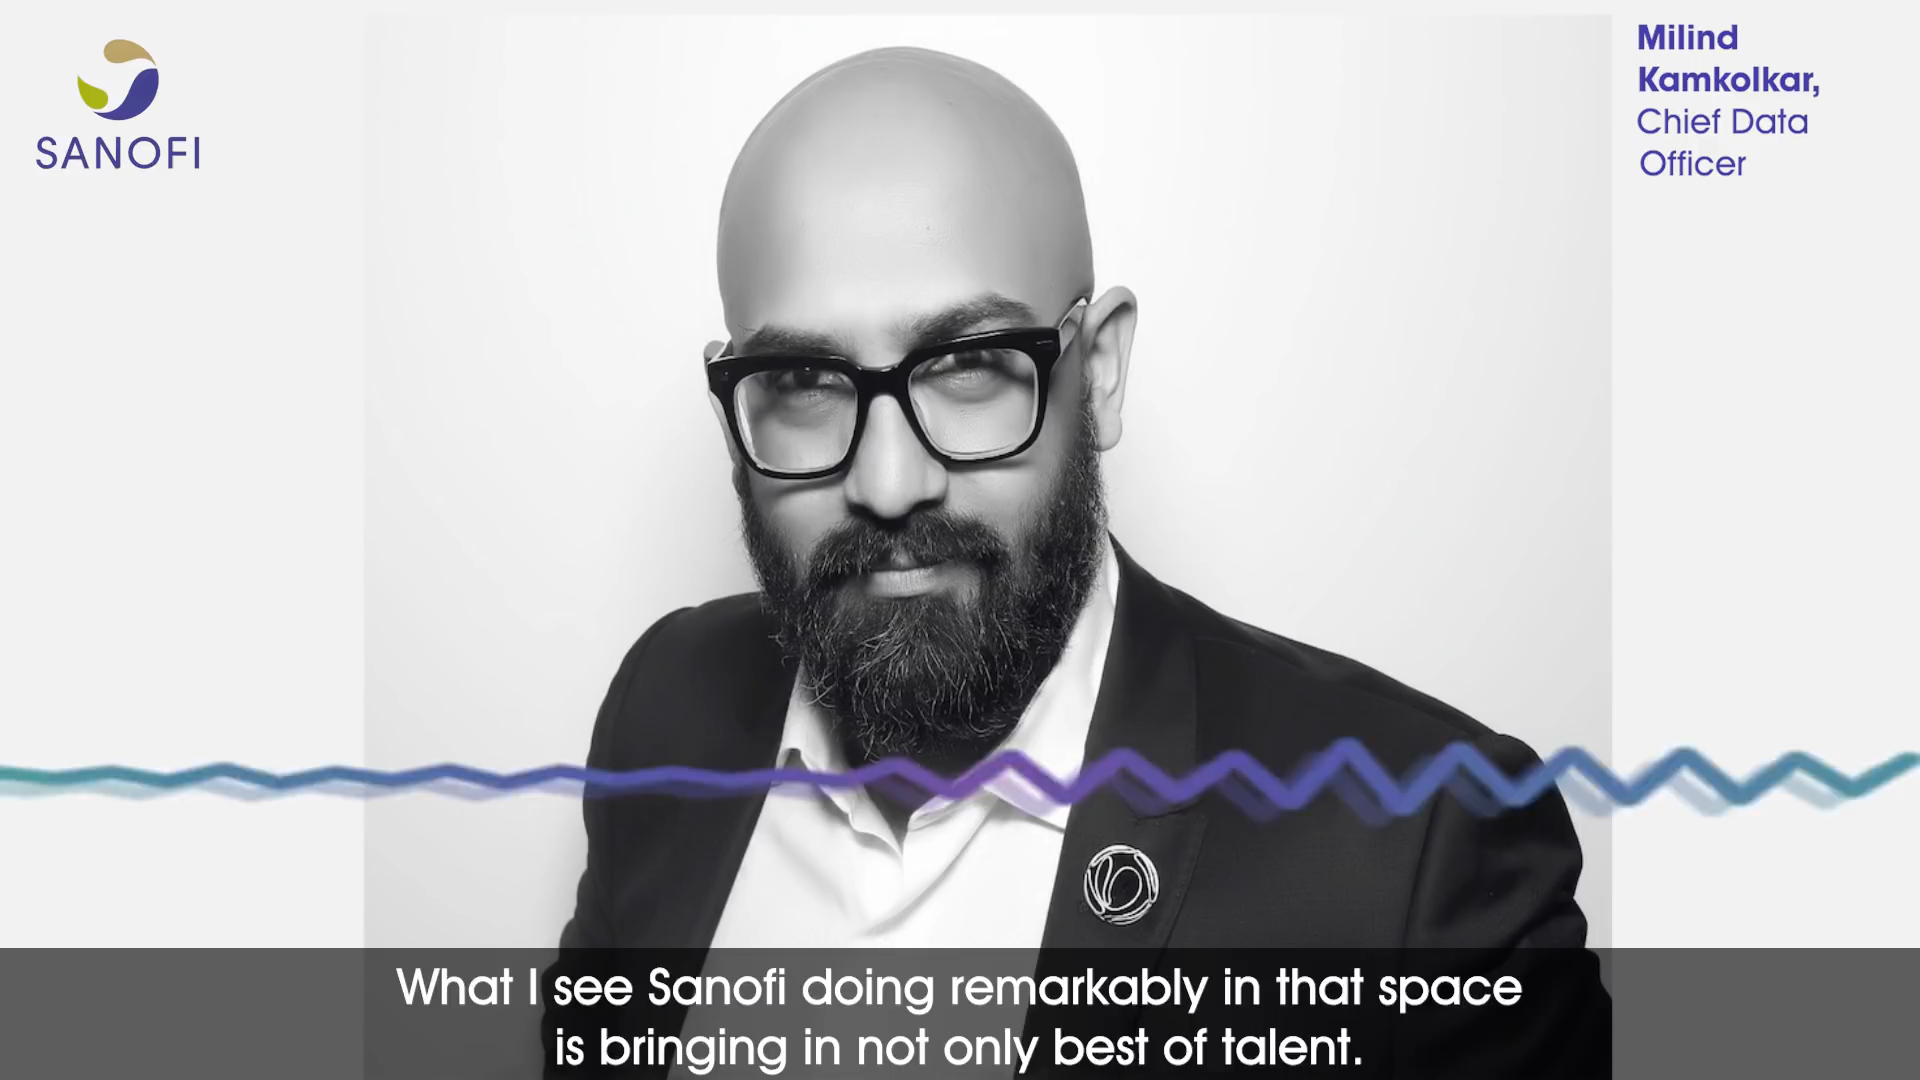 SANOFI
Milind
Kamkolkar,
Chief Data
Officer
What I see Sanofi doing remarkably in that space
is bringing in not only best of talent.